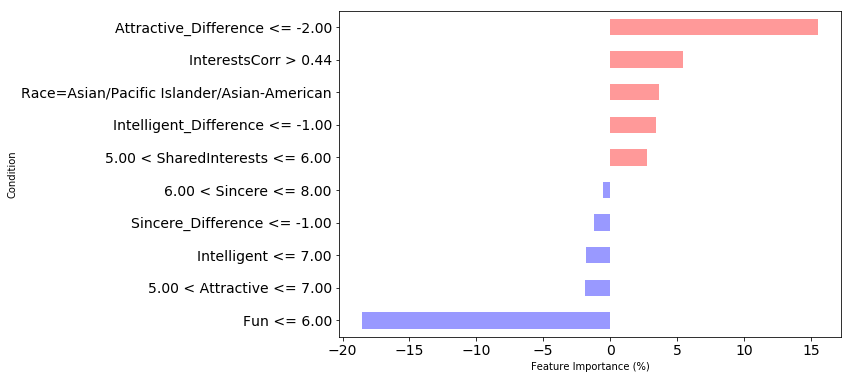 Attractive_Difference <= -2.00
InterestsCorr > 0.44
Race=Asian/Pacific Islander/Asian-American
Intelligent_Difference <= -1.00
5.00 < SharedInterests <= 6.00
6.00 < Sincere <= 8.00
Sincere_Difference <= -1.00
Intelligent <= 7.00
5.00 < Attractive <= 7.00
Fun <= 6.00
Condition
−20 −15 −10 −5 0 5 10 15
Feature Importance (%)